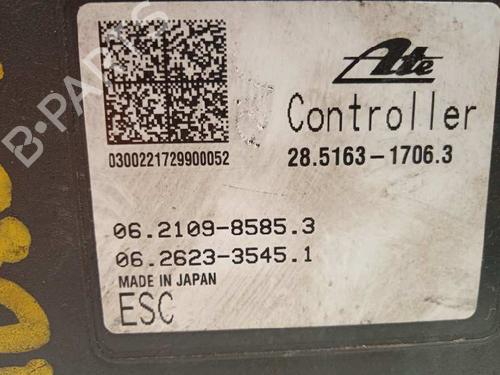 Ate
Controller
0300221729900052
28.5163-1706.3
06.2109-8585.3
06.2623-3545.1
MADE IN JAPAN
ESC
B-PARTS